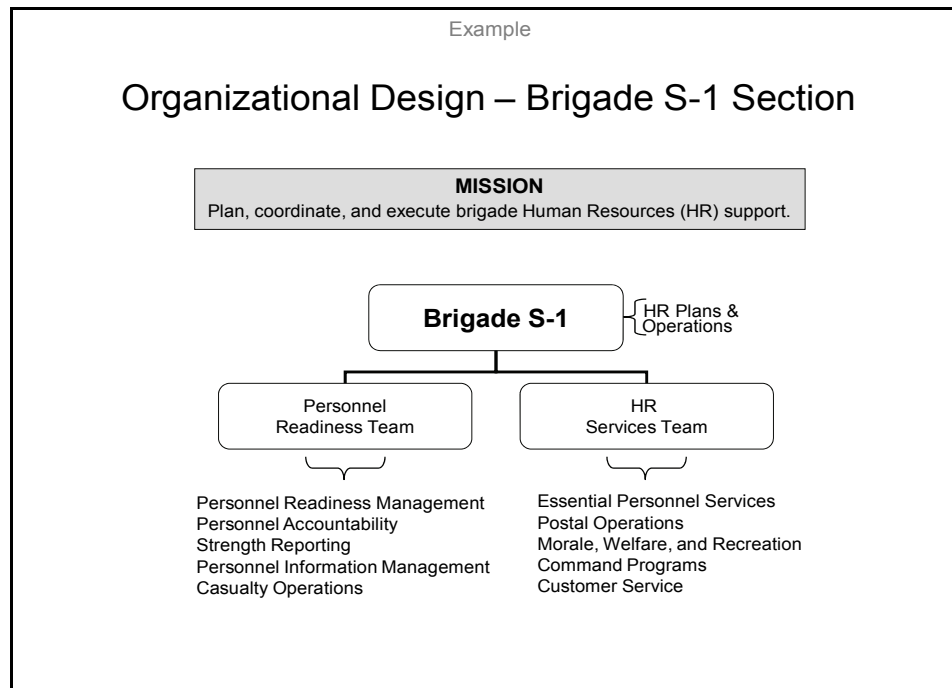 Example
Organizational Design – Brigade S-1 Section
MISSION
Plan, coordinate, and execute brigade Human Resources (HR) support.
Brigade S-1
HR Plans &
Operations
Personnel
Readiness Team
HR
Services Team
Personnel Readiness Management
Personnel Accountability
Strength Reporting
Personnel Information Management
Casualty Operations
Essential Personnel Services
Postal Operations
Morale, Welfare, and Recreation
Command Programs
Customer Service